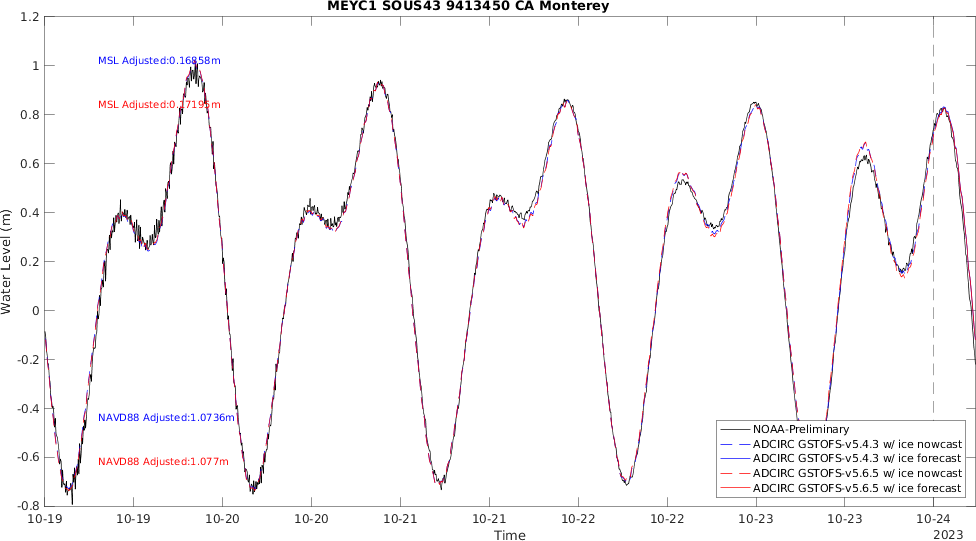 MEYC1 SOUS43 9413450 CA Monterey
1.2
1
0.8
0.6
0.4
0.2
0
-0.2
-0.4
-0.6
-0.8
Water Level (m)
MSL Adjusted:0.16858m
MSL Adjusted:0.17195m
NAVD88 Adjusted:1.0736m
NAVD88 Adjusted:1.077m
NOAA-Preliminary
ADCIRC GSTOFS-v5.4.3 w/ ice nowcast
ADCIRC GSTOFS-v5.4.3 w/ ice forecast
ADCIRC GSTOFS-v5.6.5 w/ ice nowcast
ADCIRC GSTOFS-v5.6.5 w/ ice forecast
10-19 10-19 10-20 10-20 10-21 10-21 10-22 10-22 10-23 10-23 10-24
Time
2023